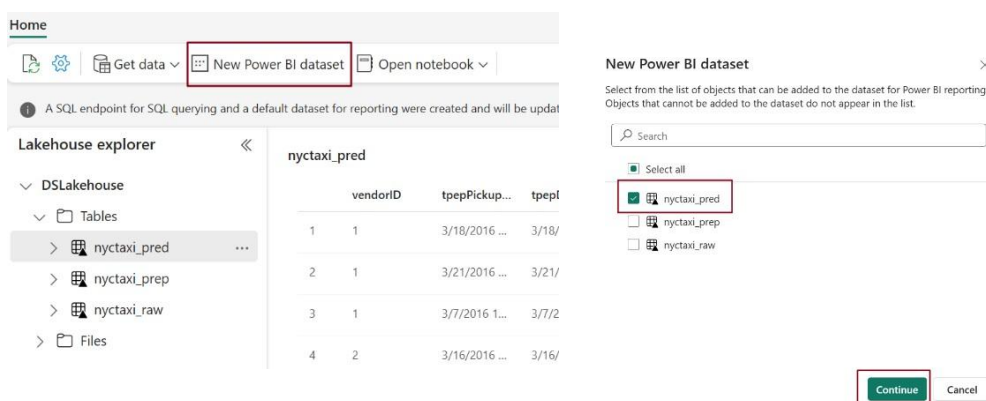 Home
Get data
New Power BI dataset
Open notebook
A SQL endpoint for SQL querying and a default dataset for reporting were created and will be updat
Lakehouse explorer
DSLakehouse
Tables
nyctaxi_pred
nyctaxi_prep
nyctaxi_raw
Files
nyctaxi_pred
vendorID tpepPickup... tpepI
1 1 3/18/2016 ... 3/18/
2 1 3/21/2016 ... 3/21/
3 1 3/7/2016 1... 3/7/2
4 2 3/16/2016 ... 3/16/
New Power BI dataset
Select from the list of objects that can be added to the dataset for Power BI reporting
Objects that cannot be added to the dataset do not appear in the list.
Search
Select all
nyctaxi_pred
nyctaxi_prep
nyctaxi_raw
Continue Cancel